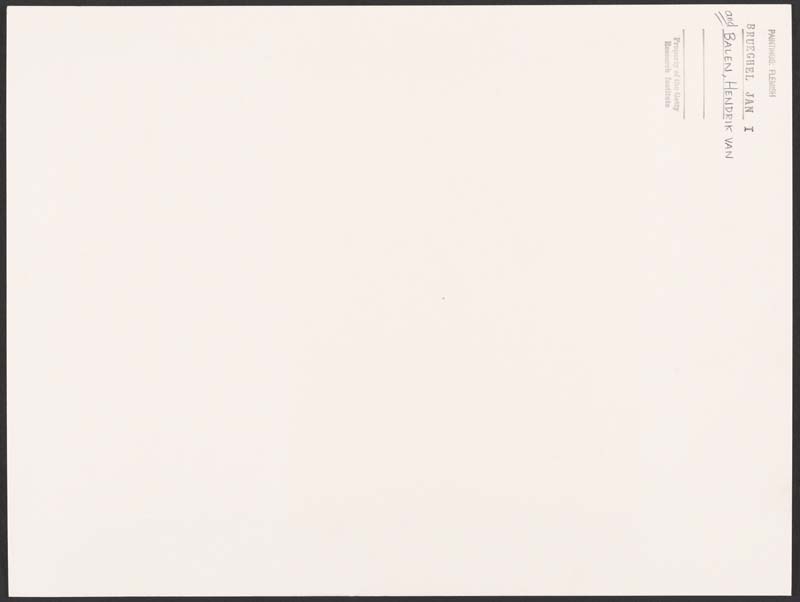 PAINTINGS: FLEMISH
BRUEGHEL JAN I
and BALEN, HENDRIK VAN
Property of the Getty
Research Institute